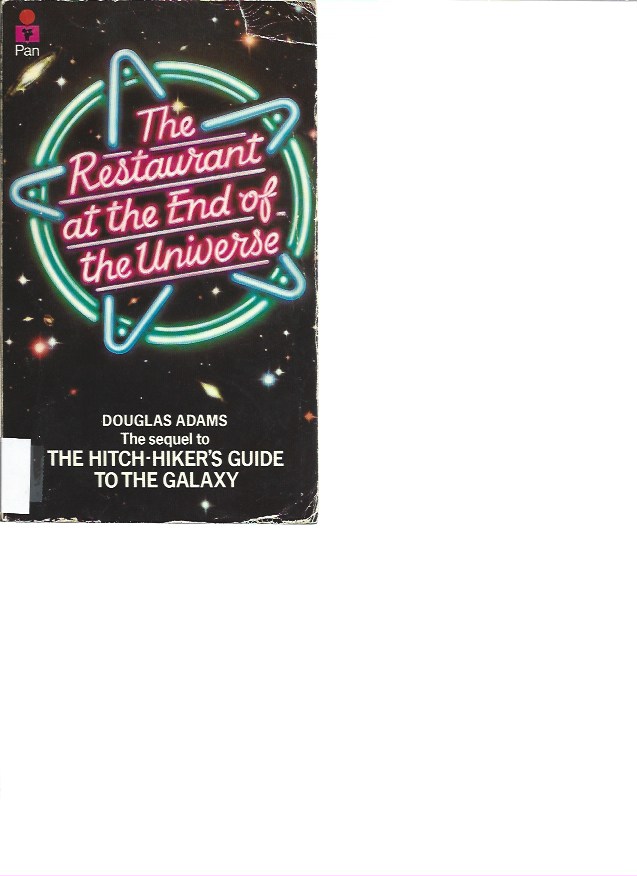 Pan
The
Restaurant
at the End of
the Universe
DOUGLAS ADAMS
The sequel to
THE HITCH-HIKER'S GUIDE
TO THE GALAXY